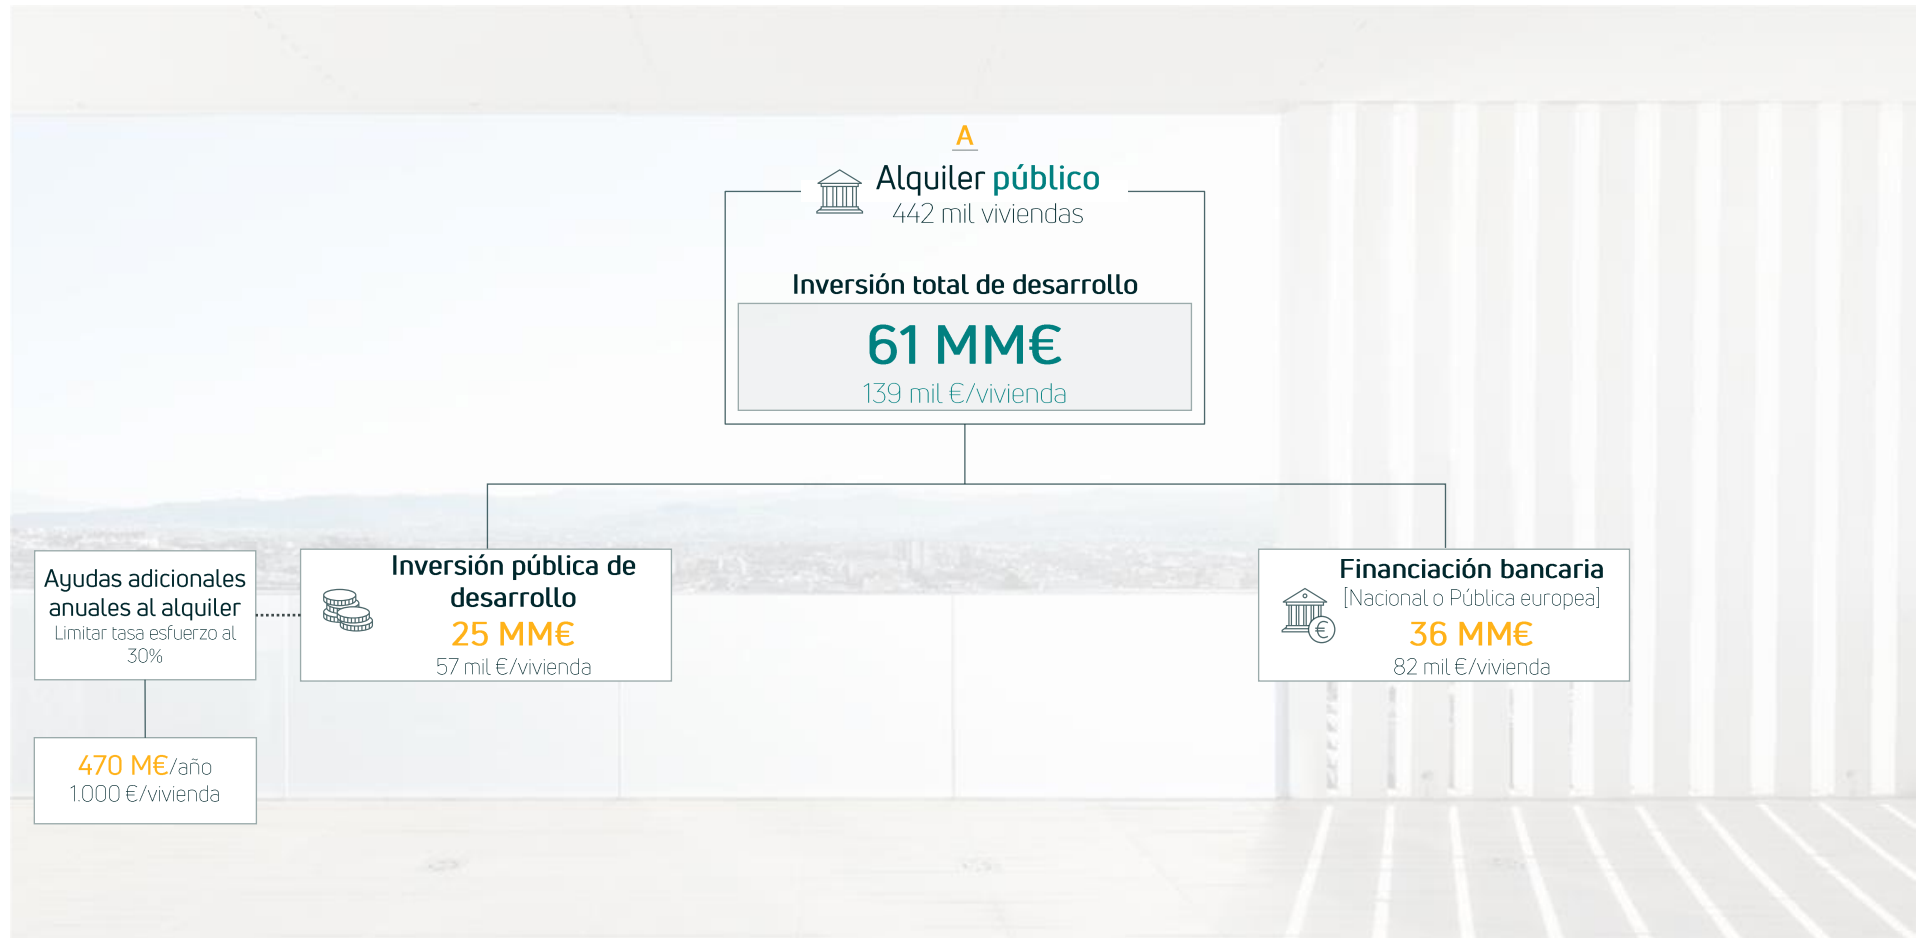 A
Alquiler público
442 mil viviendas
Inversión total de desarrollo
61 MM€
139 mil €/vivienda
Ayudas adicionales
anuales al alquiler
Limitar tasa esfuerzo al
30%
470 M€/año
1.000 €/vivienda
Inversión pública de
desarrollo
25 MM€
57 mil €/vivienda
Financiación bancaria
[Nacional o Pública europea]
€
36 MM€
82 mil €/vivienda